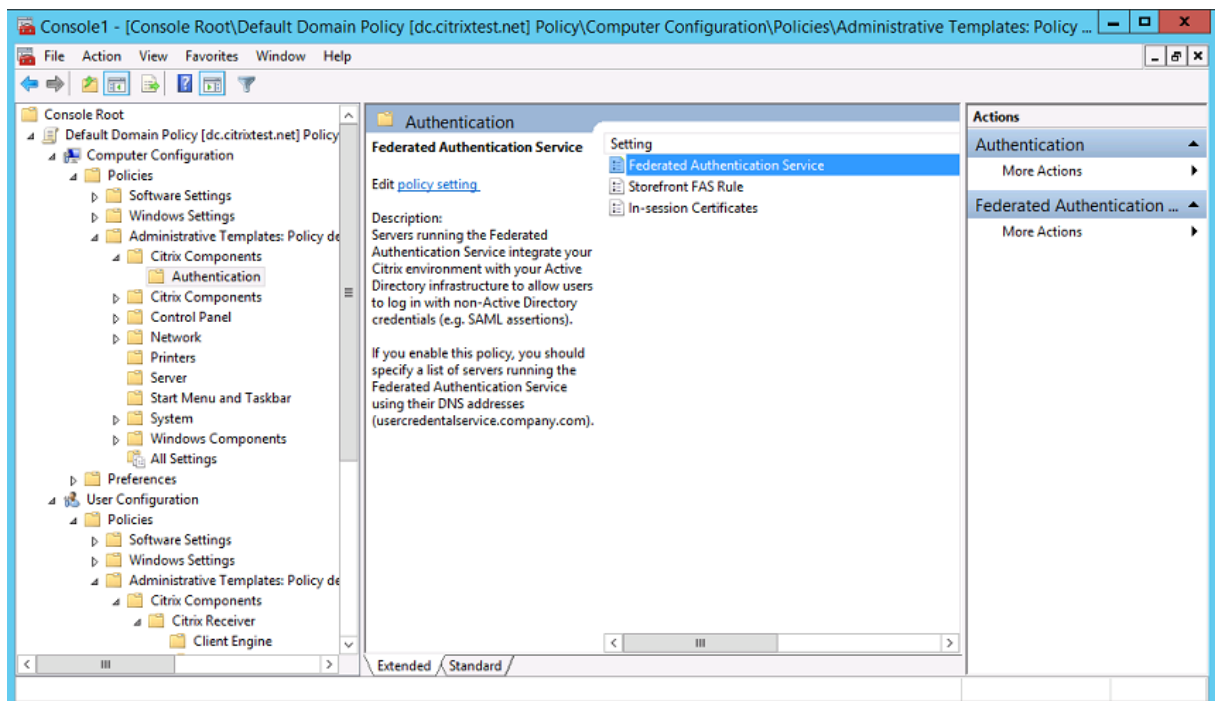 Console1 - [Console Root\Default Domain Policy [dc.citrixtest.net] Policy\Computer Configuration\Policies\Administrative Templates: Policy ...
File Action View Favorites Window Help
Console Root
Default Domain Policy [dc.citrixtest.net] Policy
Computer Configuration
Policies
Software Settings
Windows Settings
Administrative Templates: Policy de
Citrix Components
Authentication
Citrix Components
Control Panel
Network
Printers
Server
Start Menu and Taskbar
System
Windows Components
All Settings
Preferences
User Configuration
Policies
Software Settings
Windows Settings
Administrative Templates: Policy de
Citrix Components
Citrix Receiver
Client Engine
Authentication
Federated Authentication Service
Edit policy setting
Description:
Servers running the Federated
Authentication Service integrate your
Citrix environment with your Active
Directory infrastructure to allow users
to log in with non-Active Directory
credentials (e.g. SAML assertions).
If you enable this policy, you should
specify a list of servers running the
Federated Authentication Service
using their DNS addresses
(usercredentalservice.company.com).
Setting
Federated Authentication Service
Storefront FAS Rule
In-session Certificates
Extended Standard
Actions
Authentication
More Actions
Federated Authentication ...
More Actions